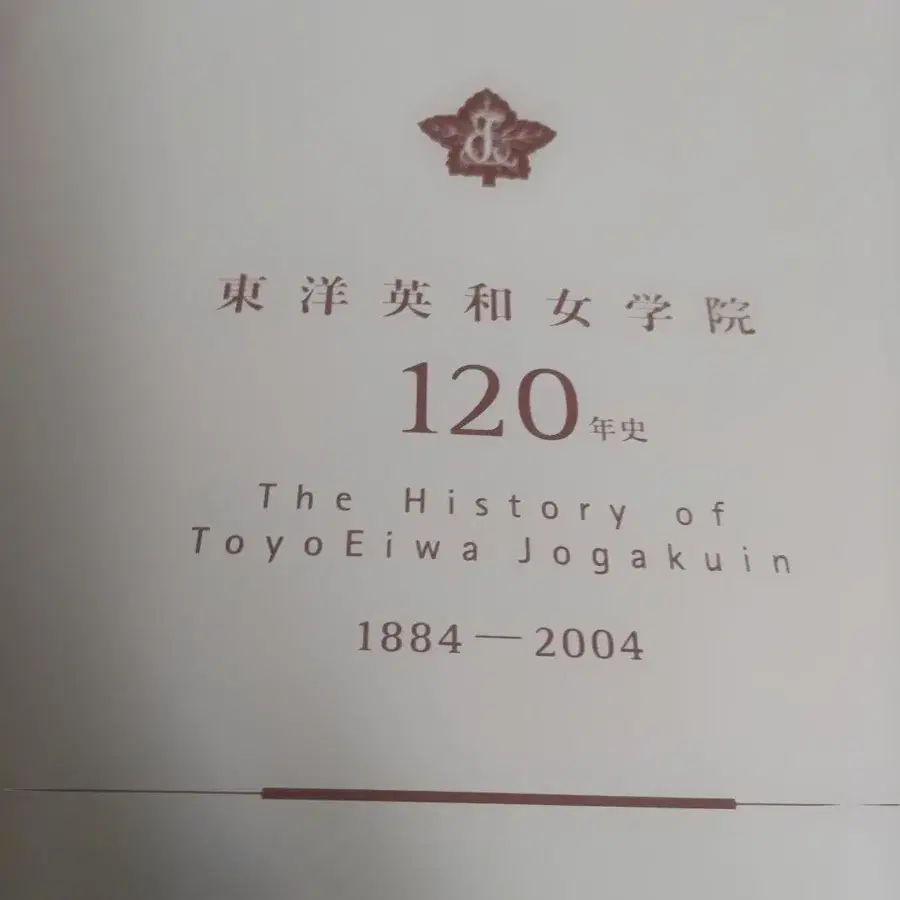 東洋英和女学院
120年史
The History of
ToyoEiwa Jogakuin
1884—2004